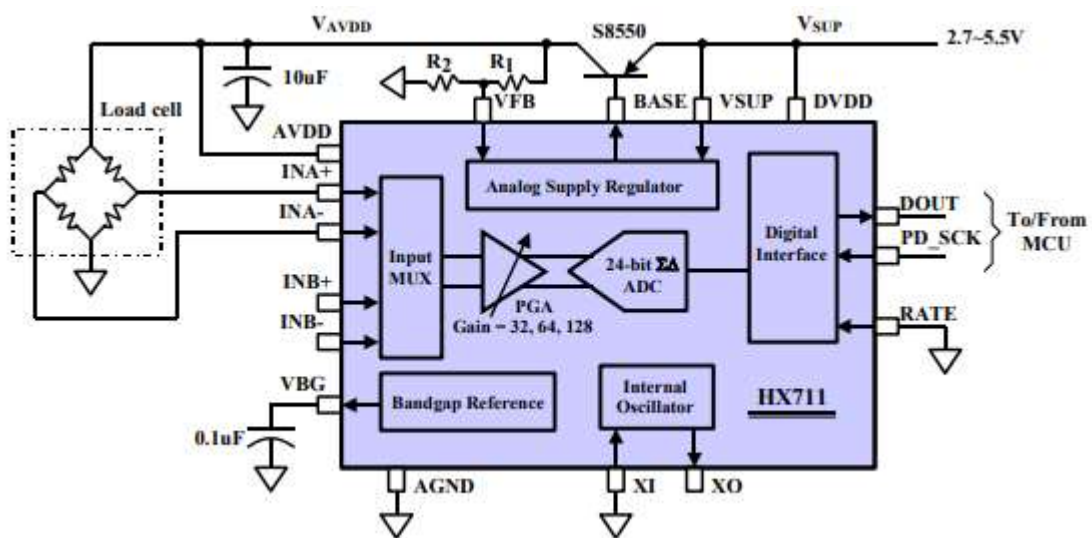 V_AVDD
S8550
V_SUP
2.7~5.5V
R2
R1
10uF
VFB
BASE
VSUP
DVDD
Load cell
AVDD
INA+
Analog Supply Regulator
DOUT
INA-
To/From
MCU
PD_SCK
Input
MUX
24-bit ΣΔ
ADC
Digital
Interface
INB+
PGA
Gain = 32, 64, 128
RATE
INB-
VBG
Bandgap Reference
Internal
Oscillator
HX711
0.1uF
AGND
XI
XO